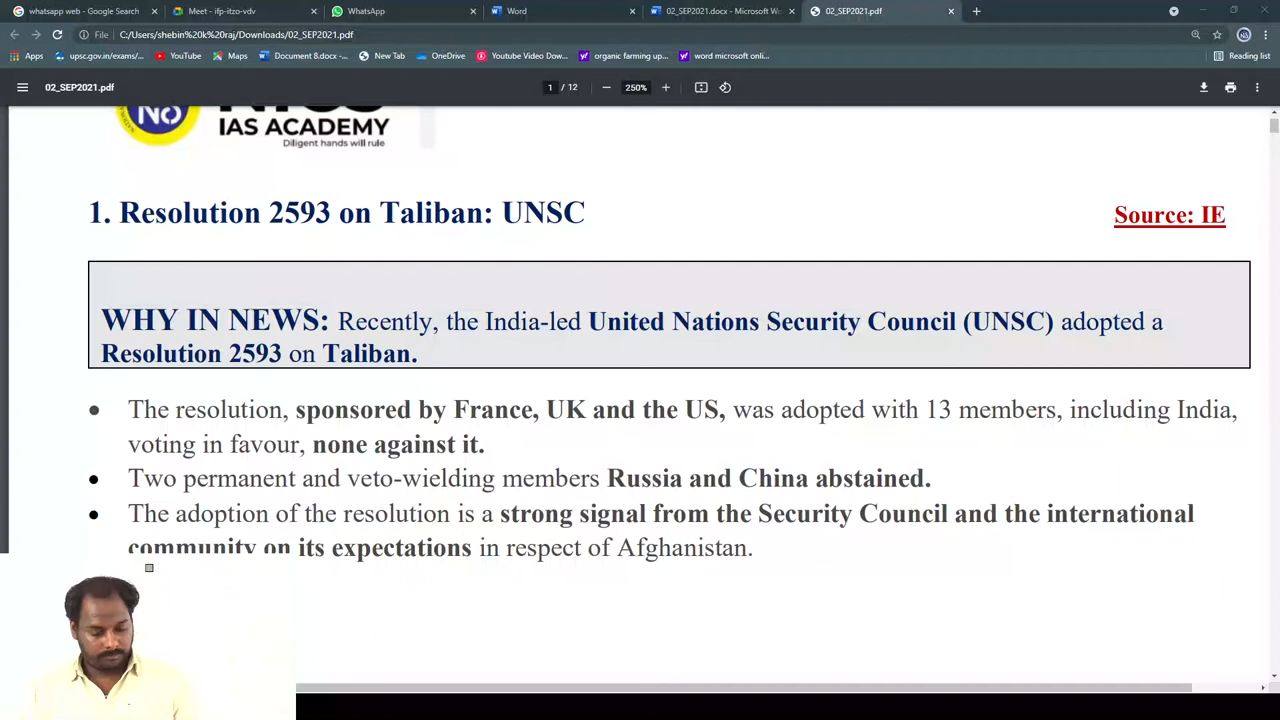 whatsapp web - Google Search
Meet - ifp-itzo-vdv
WhatsApp
Word
02_SEP2021.docx - Microsoft W
02_SEP2021.pdf
File
C:/Users/shebin%20k%20raj/Downloads/02_SEP2021.pdf
Apps
upsc.gov.in/exams/...
YouTube
Maps
Document 8.docx -...
New Tab
OneDrive
Youtube Video Dow...
organic farming up...
word microsoft onli...
Reading list
02_SEP2021.pdf
1 / 12
250%
IAS ACADEMY
Diligent hands will rule
1. Resolution 2593 on Taliban: UNSC
Source: IE
WHY IN NEWS: Recently, the India-led United Nations Security Council (UNSC) adopted a
Resolution 2593 on Taliban.
• The resolution, sponsored by France, UK and the US, was adopted with 13 members, including India,
voting in favour, none against it.
• Two permanent and veto-wielding members Russia and China abstained.
• The adoption of the resolution is a strong signal from the Security Council and the international
community on its expectations in respect of Afghanistan.